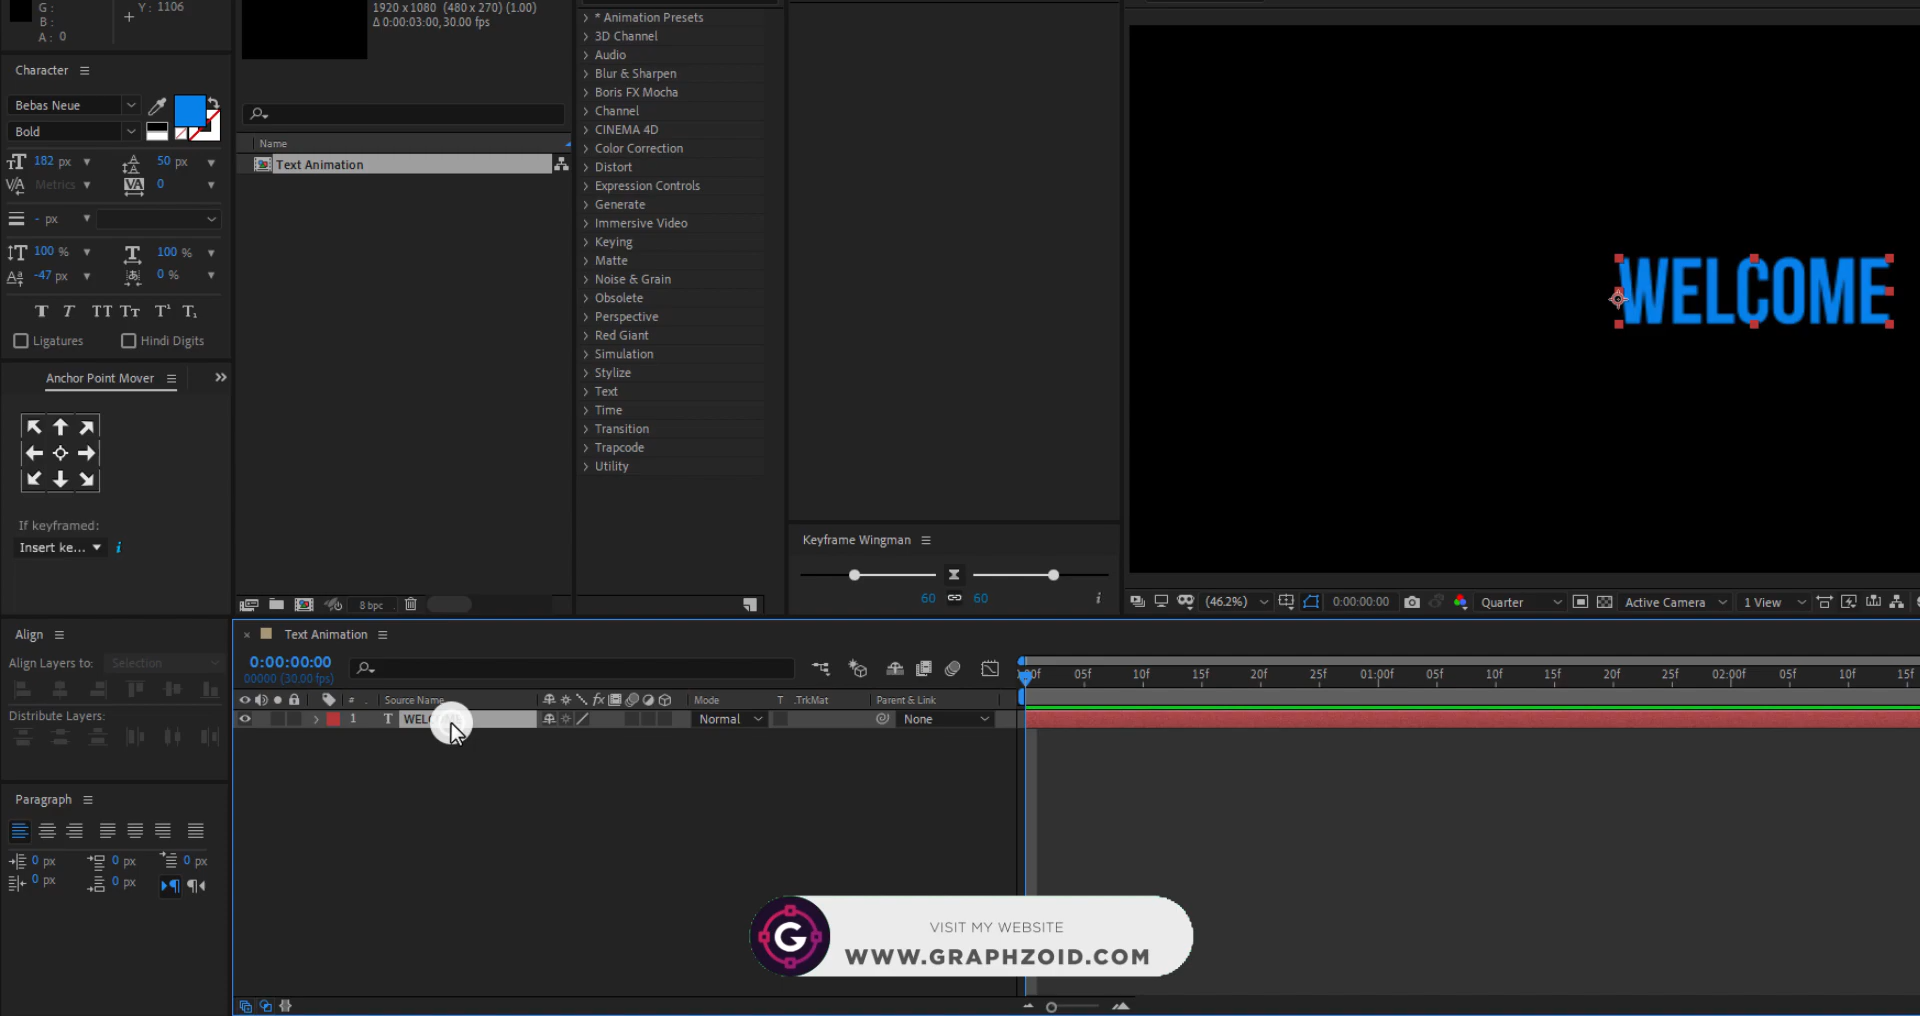 G :
B :
A : 0
Y : 1106
1920 x 1080 (480 x 270) (1.00)
Δ 0:00:03:00, 30.00 fps
Character
Bebas Neue
Bold
182 px
50 px
Metrics
0
- px
100 %
100 %
-47 px
0 %
T T TT Tr T¹ T₁
Ligatures
Hindi Digits
Anchor Point Mover
If keyframed:
Insert ke...
Name
Text Animation
8 bpc
* Animation Presets
3D Channel
Audio
Blur & Sharpen
Boris FX Mocha
Channel
CINEMA 4D
Color Correction
Distort
Expression Controls
Generate
Immersive Video
Keying
Matte
Noise & Grain
Obsolete
Perspective
Red Giant
Simulation
Stylize
Text
Time
Transition
Trapcode
Utility
Keyframe Wingman
60
60
WELCOME
(46.2%)
0:00:00:00
Quarter
Active Camera
1 View
Align
Align Layers to:
Selection
Distribute Layers:
Paragraph
0 px
0 px
0 px
0 px
0 px
Text Animation
0:00:00:00
00000 (30.00 fps)
# Source Name
Mode
T .TrkMat
Parent & Link
1 T
Normal
None
:00f 05f 10f 15f 20f 25f 01:00f 05f 10f 15f 20f 25f 02:00f 05f 10f 15f
VISIT MY WEBSITE
G WWW.GRAPHZOID.COM